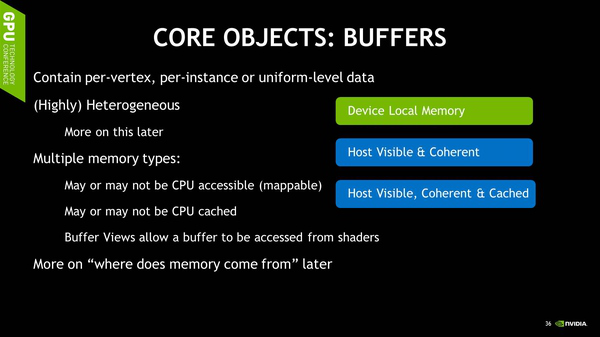 GPU TECHNOLOGY
CONFERENCE
CORE OBJECTS: BUFFERS
Contain per-vertex, per-instance or uniform-level data
(Highly) Heterogeneous
More on this later
Multiple memory types:
May or may not be CPU accessible (mappable)
May or may not be CPU cached
Buffer Views allow a buffer to be accessed from shaders
More on “where does memory come from” later
Device Local Memory
Host Visible & Coherent
Host Visible, Coherent & Cached
36 NVIDIA